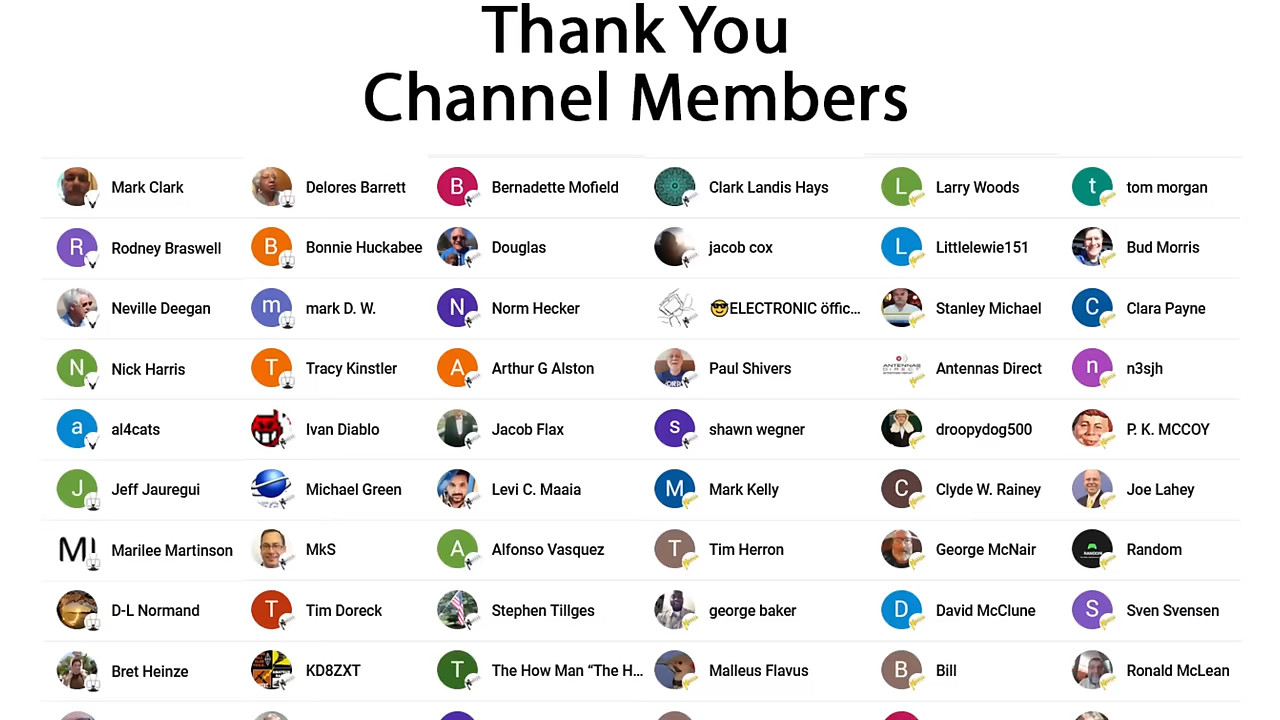 Thank You
Channel Members
Mark Clark
Delores Barrett
B Bernadette Mofield
Clark Landis Hays
L Larry Woods
t tom morgan
R Rodney Braswell
B Bonnie Huckabee
Douglas
jacob cox
L Littlelewie151
Bud Morris
Neville Deegan
m mark D. W.
N Norm Hecker
😎ELECTRONIC öffic...
Stanley Michael
C Clara Payne
N Nick Harris
T Tracy Kinstler
A Arthur G Alston
Paul Shivers
ANTENNAS DIRECT Antennas Direct
n n3sjh
a al4cats
Ivan Diablo
Jacob Flax
s shawn wegner
droopydog500
P. K. MCCOY
J Jeff Jauregui
Michael Green
Levi C. Maaia
M Mark Kelly
C Clyde W. Rainey
Joe Lahey
Marilee Martinson
MkS
A Alfonso Vasquez
T Tim Herron
George McNair
RANDOM Random
D-L Normand
T Tim Doreck
Stephen Tillges
george baker
D David McClune
S Sven Svensen
Bret Heinze
KD8ZXT
T The How Man “The H...
Malleus Flavus
B Bill
Ronald McLean